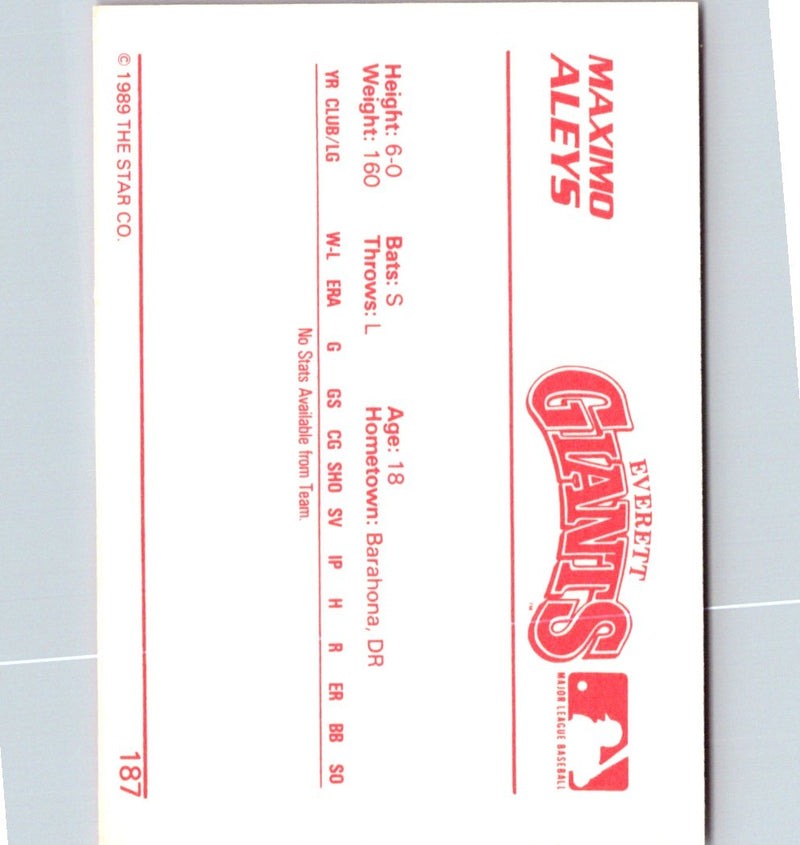 MAXIMO
ALEYS
EVERETT
GIANTS
™
MAJOR LEAGUE BASEBALL
Height: 6-0 Bats: S Age: 18
Weight: 160 Throws: L Hometown: Barahona, DR
YR CLUB/LG W-L ERA G GS CG SHO SV IP H R ER BB SO
No Stats Available from Team.
© 1989 THE STAR CO. 187